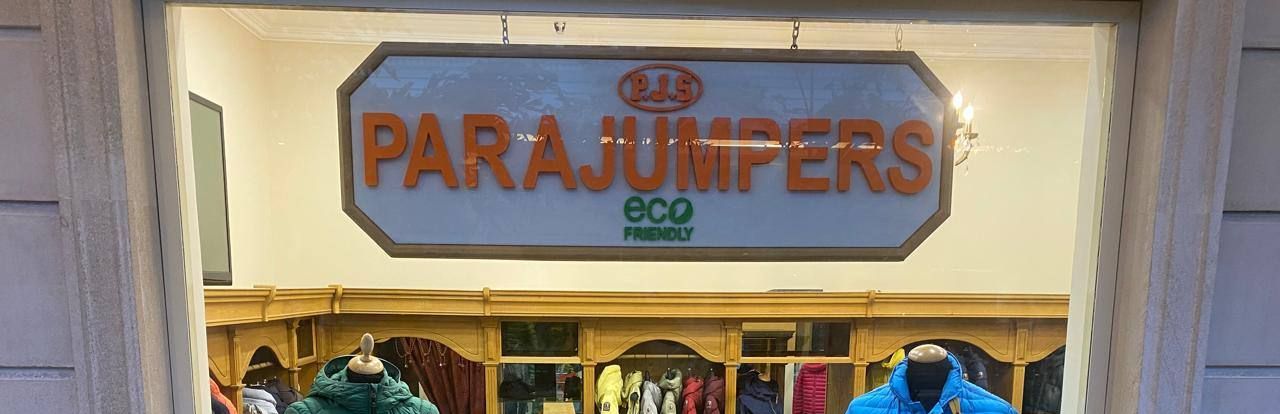 P.J.S
PARAJUMPERS
eco
FRIENDLY